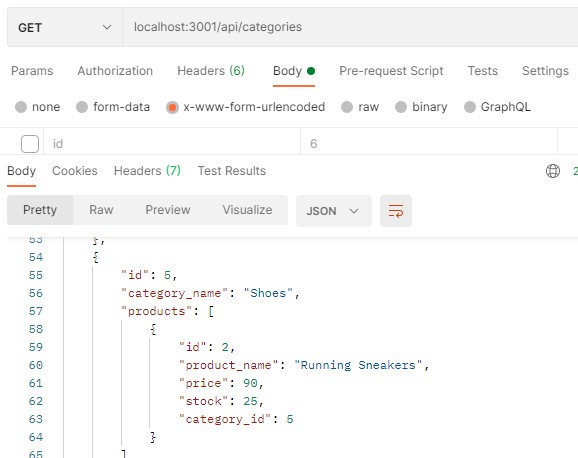 GET localhost:3001/api/categories
Params Authorization Headers (6) Body Pre-request Script Tests Settings
none form-data x-www-form-urlencoded raw binary GraphQL
id 6
Body Cookies Headers (7) Test Results 2
Pretty Raw Preview Visualize JSON
53 },
54 {
55 "id": 5,
56 "category_name": "Shoes",
57 "products": [
58 {
59 "id": 2,
60 "product_name": "Running Sneakers",
61 "price": 90,
62 "stock": 25,
63 "category_id": 5
64 }
65 ]